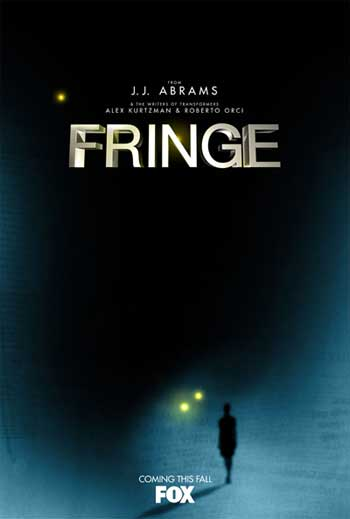 FROM
J.J. ABRAMS
& THE WRITERS OF TRANSFORMERS
ALEX KURTZMAN & ROBERTO ORCI
FRINGE
COMING THIS FALL
FOX